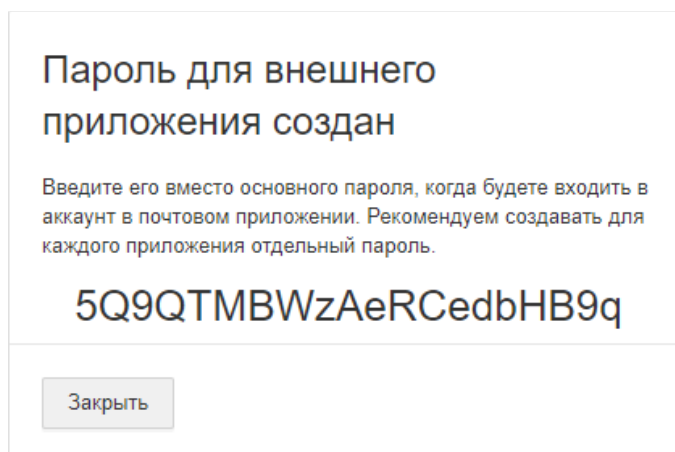 Пароль для внешнего
приложения создан
Введите его вместо основного пароля, когда будете входить в
аккаунт в почтовом приложении. Рекомендуем создавать для
каждого приложения отдельный пароль.
5Q9QTMBWzAeRCedbHB9q
Закрыть